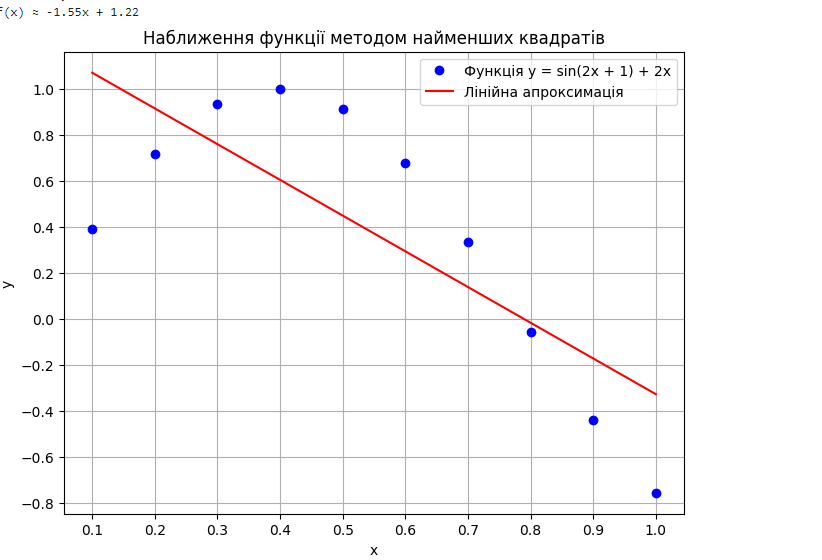 f(x) ≈ -1.55x + 1.22
Наближення функції методом найменших квадратів
Функція y = sin(2x + 1) + 2x
Лінійна апроксимація
y
1.0
0.8
0.6
0.4
0.2
0.0
−0.2
−0.4
−0.6
−0.8
0.1 0.2 0.3 0.4 0.5 0.6 0.7 0.8 0.9 1.0
x